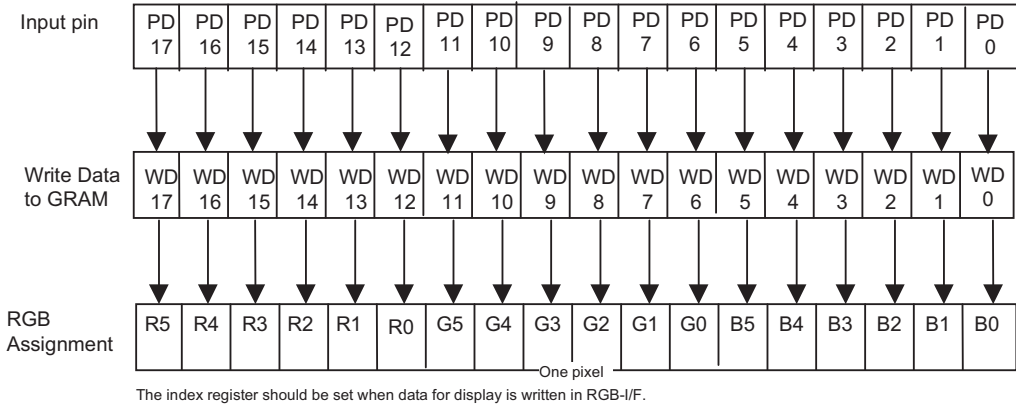 Input pin
PD 17 PD 16 PD 15 PD 14 PD 13 PD 12 PD 11 PD 10 PD 9 PD 8 PD 7 PD 6 PD 5 PD 4 PD 3 PD 2 PD 1 PD 0
Write Data
to GRAM
WD 17 WD 16 WD 15 WD 14 WD 13 WD 12 WD 11 WD 10 WD 9 WD 8 WD 7 WD 6 WD 5 WD 4 WD 3 WD 2 WD 1 WD 0
RGB
Assignment
R5 R4 R3 R2 R1 R0 G5 G4 G3 G2 G1 G0 B5 B4 B3 B2 B1 B0
One pixel
The index register should be set when data for display is written in RGB-I/F.